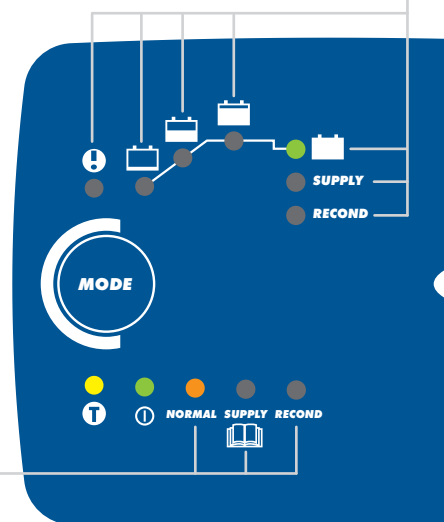 SUPPLY
RECOND
MODE
T
NORMAL SUPPLY RECOND